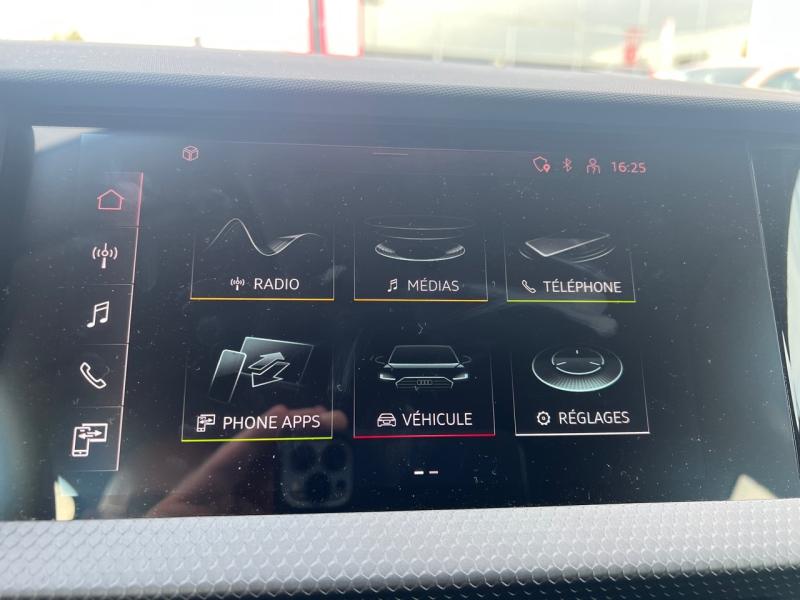 16:25
RADIO
MÉDIAS
TÉLÉPHONE
PHONE APPS
VÉHICULE
RÉGLAGES